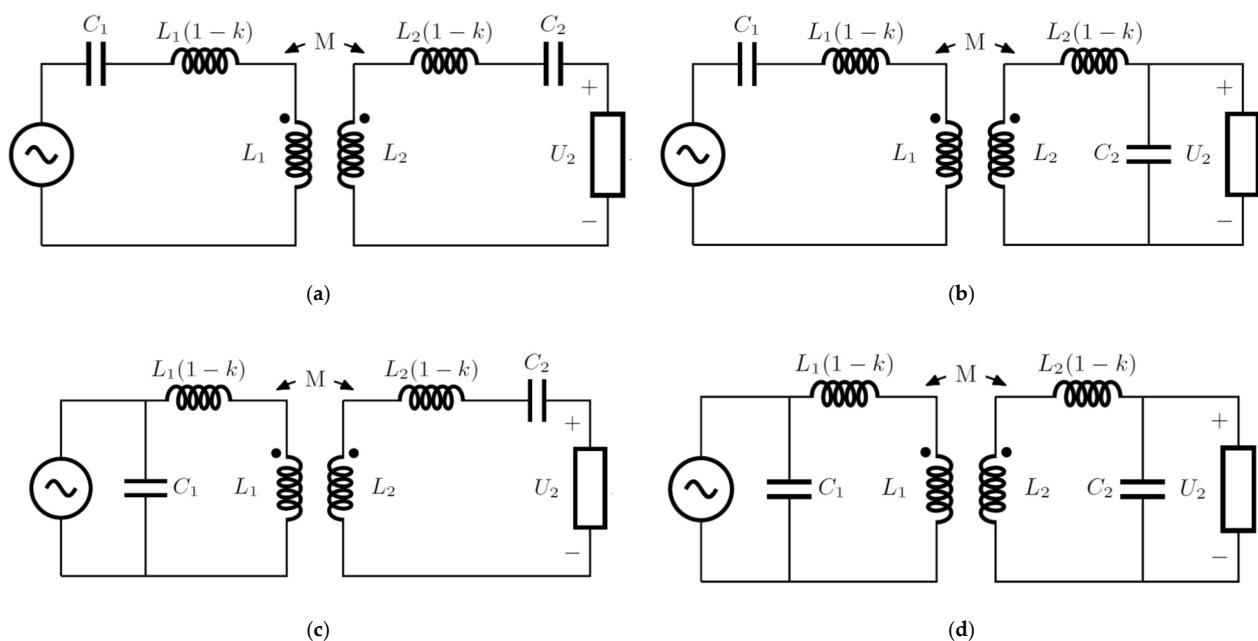 C₁ L₁(1 − k) M L₂(1 − k) C₂
+
L₁ L₂ U₂
−
(a)
C₁ L₁(1 − k) M L₂(1 − k)
+
L₁ L₂ C₂ U₂
−
(b)
L₁(1 − k) M L₂(1 − k) C₂
+
C₁ L₁ L₂ U₂
−
(c)
L₁(1 − k) M L₂(1 − k)
+
C₁ L₁ L₂ C₂ U₂
−
(d)